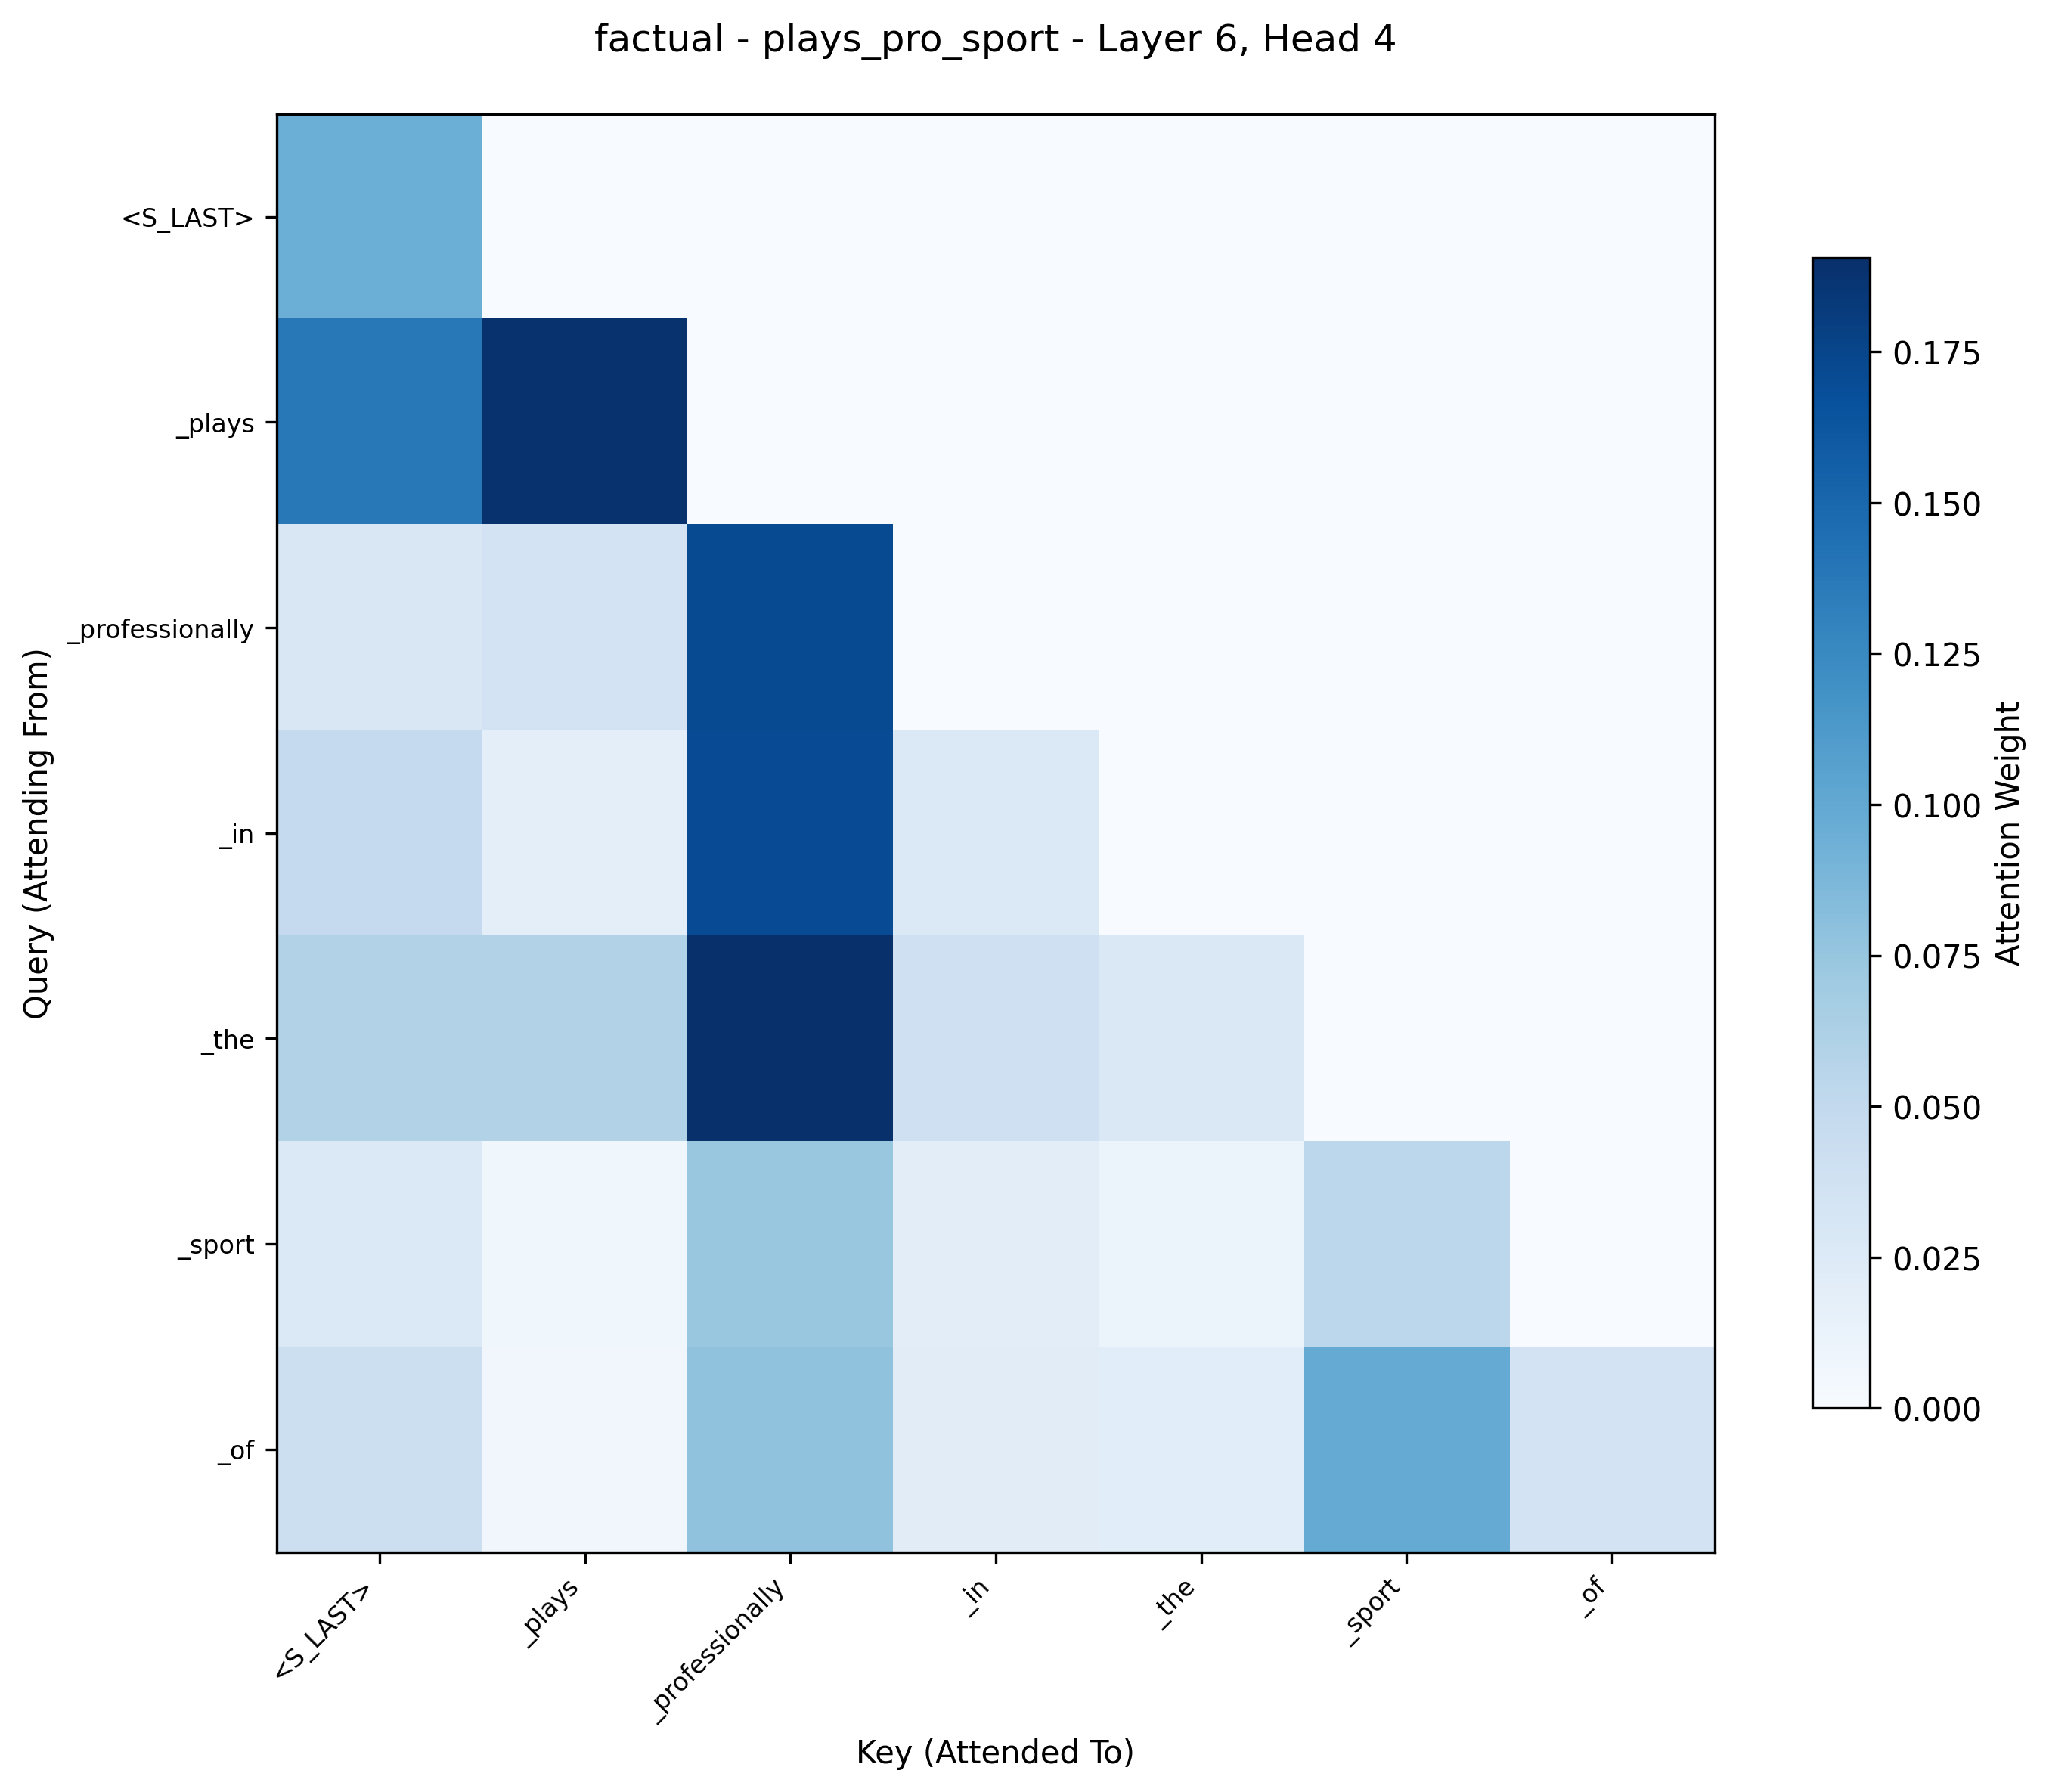 factual - plays_pro_sport - Layer 6, Head 4
Query (Attending From)
<S_LAST>
_plays
_professionally
_in
_the
_sport
_of
<S_LAST>
_plays
_professionally
_in
_the
_sport
_of
Key (Attended To)
0.175
0.150
0.125
0.100
0.075
0.050
0.025
0.000
Attention Weight